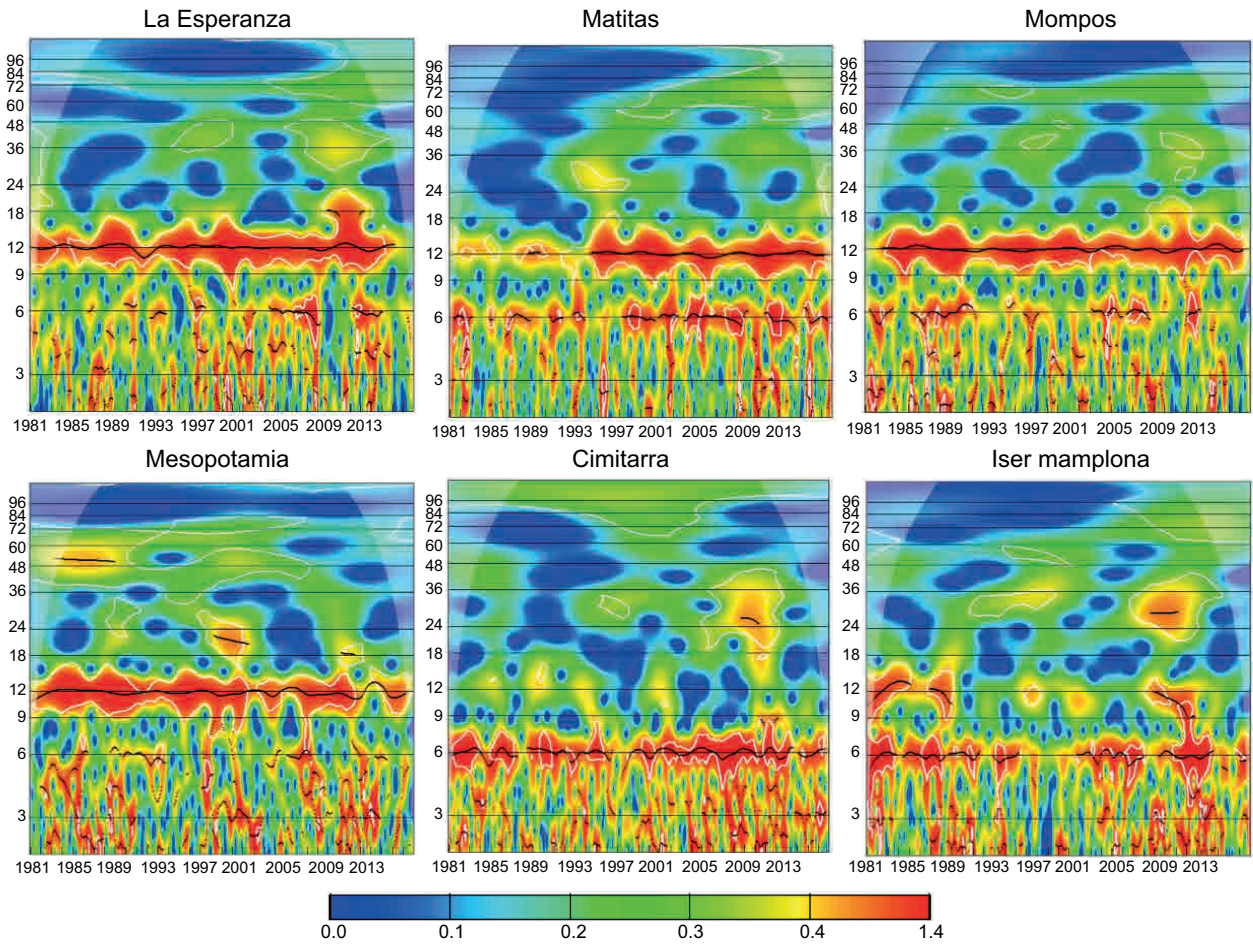 La Esperanza Matitas Mompos
96 84 72 60 48 36 24 18 12 9 6 3
96 84 72 60 48 36 24 18 12 9 6 3
96 84 72 60 48 36 24 18 12 9 6 3
1981 1985 1989 1993 1997 2001 2005 2009 2013 1981 1985 1989 1993 1997 2001 2005 2009 2013 1981 1985 1989 1993 1997 2001 2005 2009 2013
Mesopotamia Cimitarra Iser mamplona
96 84 72 60 48 36 24 18 12 9 6 3
96 84 72 60 48 36 24 18 12 9 6 3
96 84 72 60 48 36 24 18 12 9 6 3
1981 1985 1989 1993 1997 2001 2005 2009 2013 1981 1985 1989 1993 1997 2001 2005 2009 2013 1981 1985 1989 1993 1997 2001 2005 2009 2013
0.0 0.1 0.2 0.3 0.4 1.4